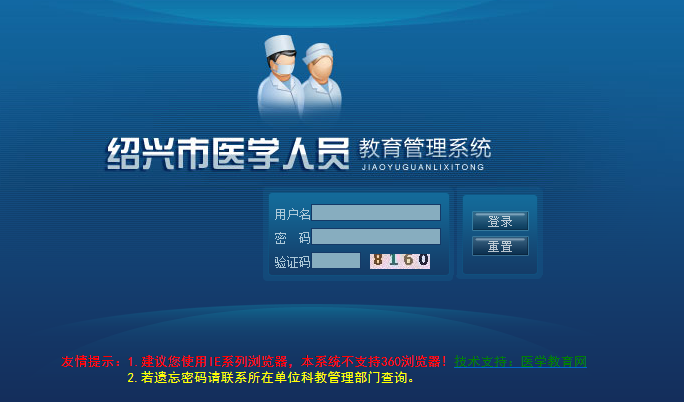 绍兴市医学人员 教育管理系统
JIAOYUGUANLIXITONG
用户名
登录
密 码
重置
验证码 8160
友情提示：1.建议您使用IE系列浏览器，本系统不支持360浏览器！技术支持：医学教育网
2.若遗忘密码请联系所在单位科教管理部门查询。